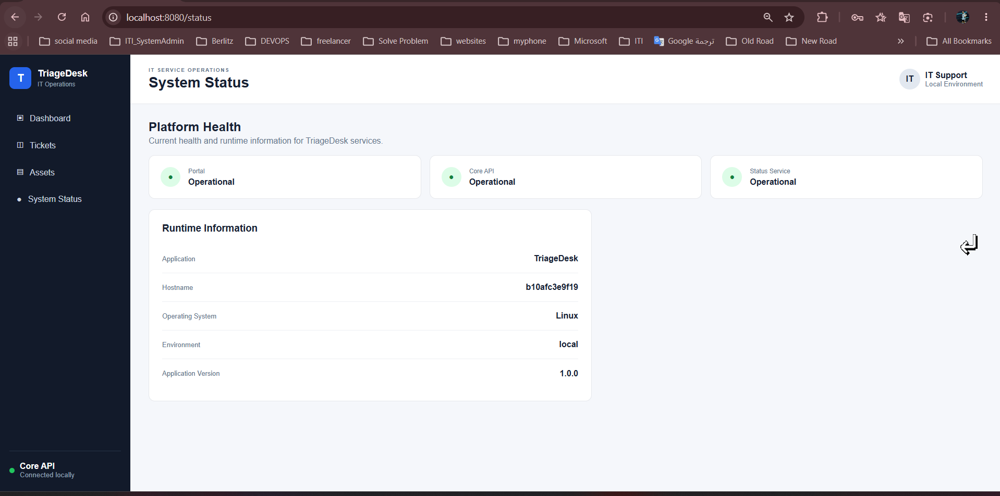 localhost:8080/status
social media
ITI_SystemAdmin
Berlitz
DEVOPS
freelancer
Solve Problem
websites
myphone
Microsoft
ITI
Google ترجمة
Old Road
New Road
All Bookmarks
T
TriageDesk
IT Operations
Dashboard
Tickets
Assets
System Status
Core API
Connected locally
IT SERVICE OPERATIONS
System Status
IT
IT Support
Local Environment
Platform Health
Current health and runtime information for TriageDesk services.
Portal
Operational
Core API
Operational
Status Service
Operational
Runtime Information
Application
TriageDesk
Hostname
b10afc3e9f19
Operating System
Linux
Environment
local
Application Version
1.0.0